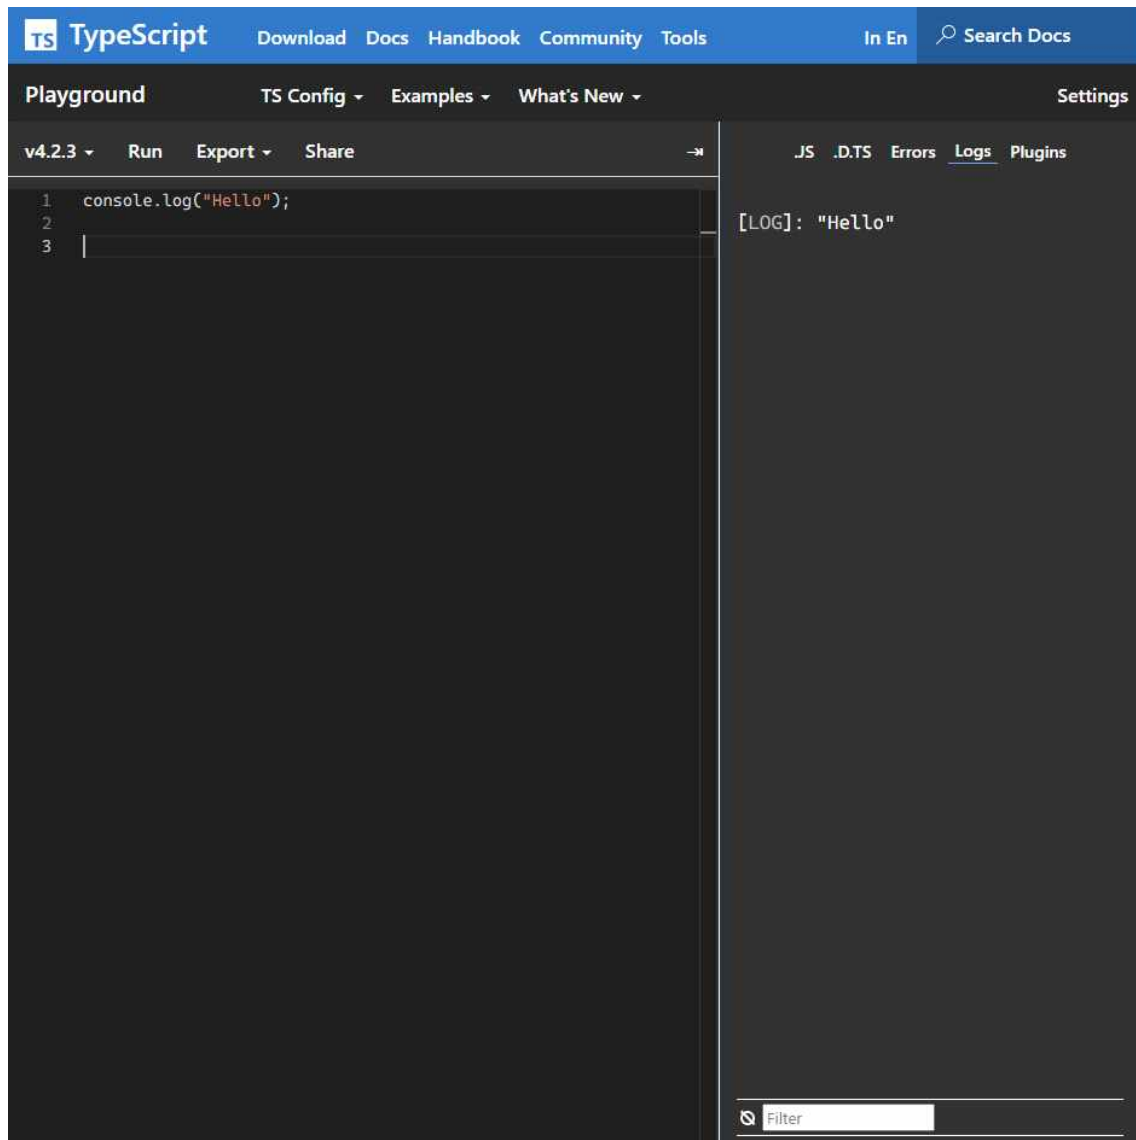 TS TypeScript Download Docs Handbook Community Tools In En Search Docs
Playground TS Config Examples What's New Settings
v4.2.3 Run Export Share
.JS .D.TS Errors Logs Plugins
1 console.log("Hello");
2
3
[LOG]: "Hello"
Filter